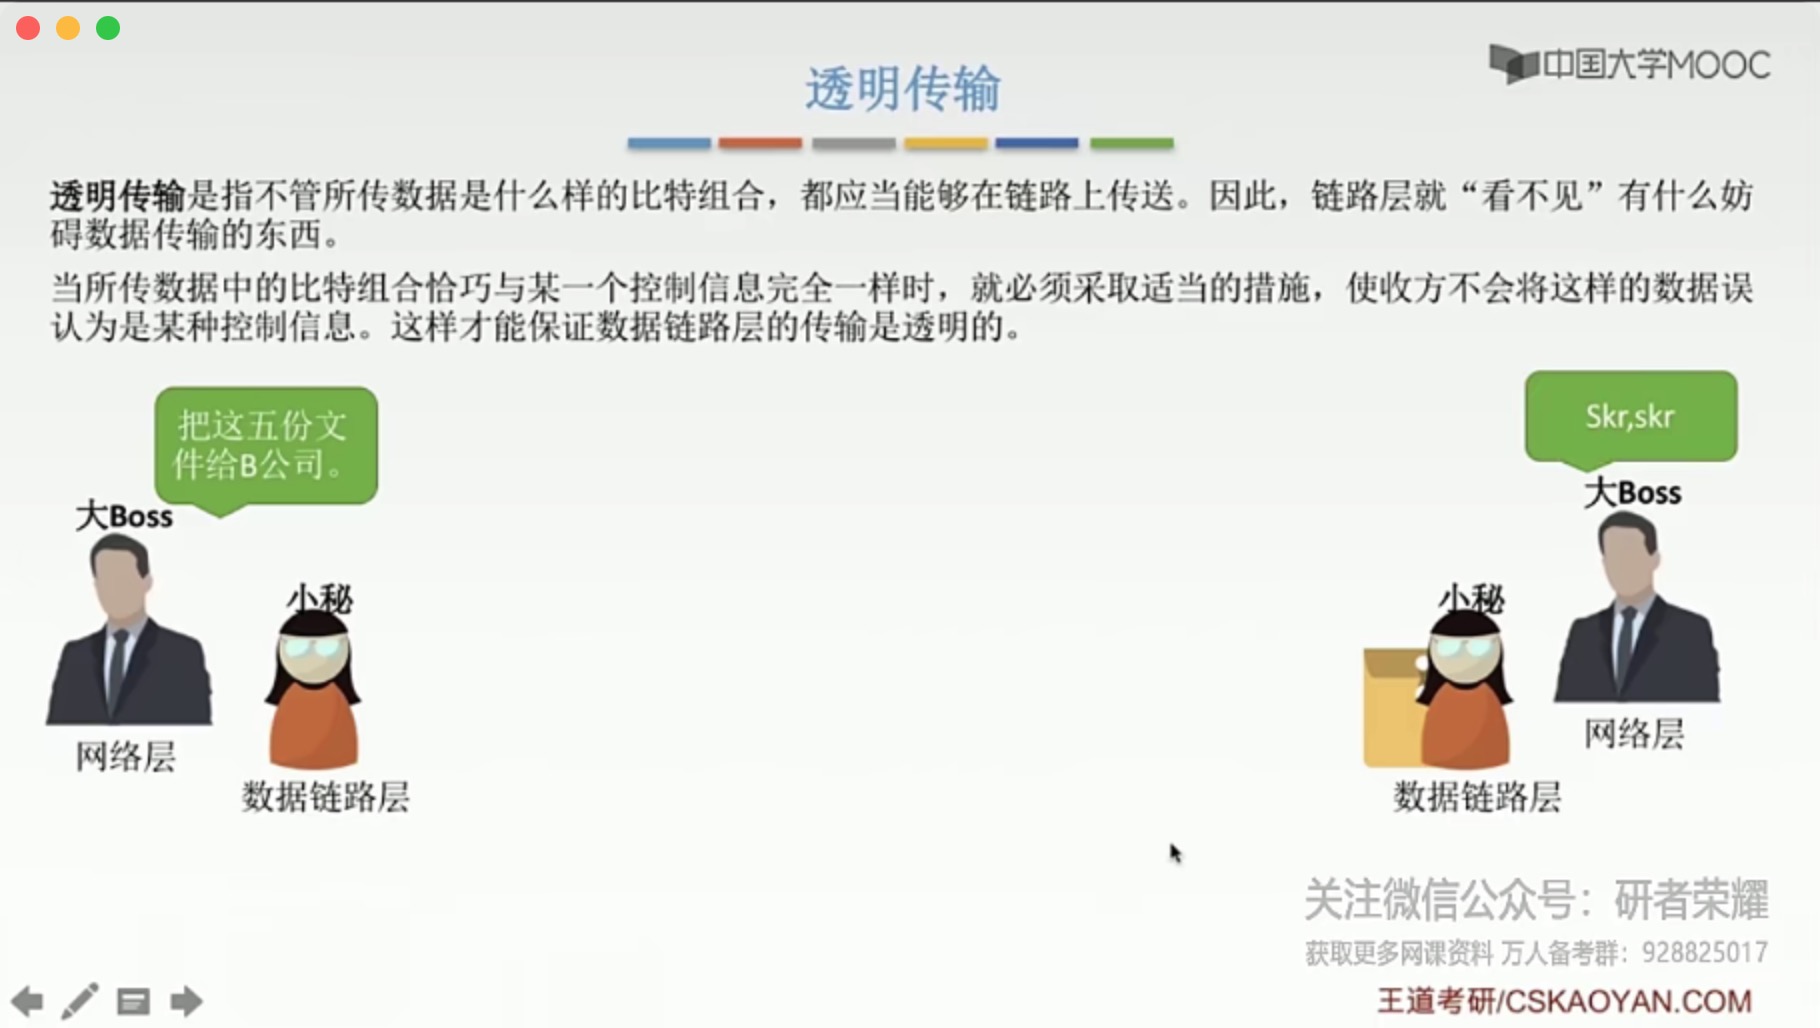 中国大学MOOC
透明传输
透明传输是指不管所传数据是什么样的比特组合，都应当能够在链路上传送。因此，链路层就“看不见”有什么妨
碍数据传输的东西。
当所传数据中的比特组合恰巧与某一个控制信息完全一样时，就必须采取适当的措施，使收方不会将这样的数据误
认为是某种控制信息。这样才能保证数据链路层的传输是透明的。
把这五份文
件给B公司。
大Boss
小秘
网络层
数据链路层
Skr,skr
大Boss
小秘
网络层
数据链路层
关注微信公众号：研者荣耀
获取更多网课资料 万人备考群：928825017
王道考研/CSKAOYAN.COM